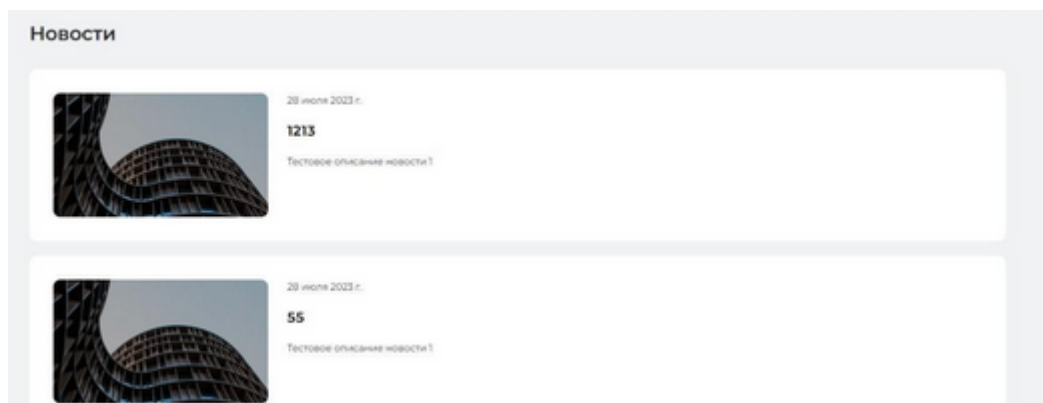 Новости
28 июля 2023 г.
1213
Тестовое описание новости 1
28 июля 2023 г.
55
Тестовое описание новости 1